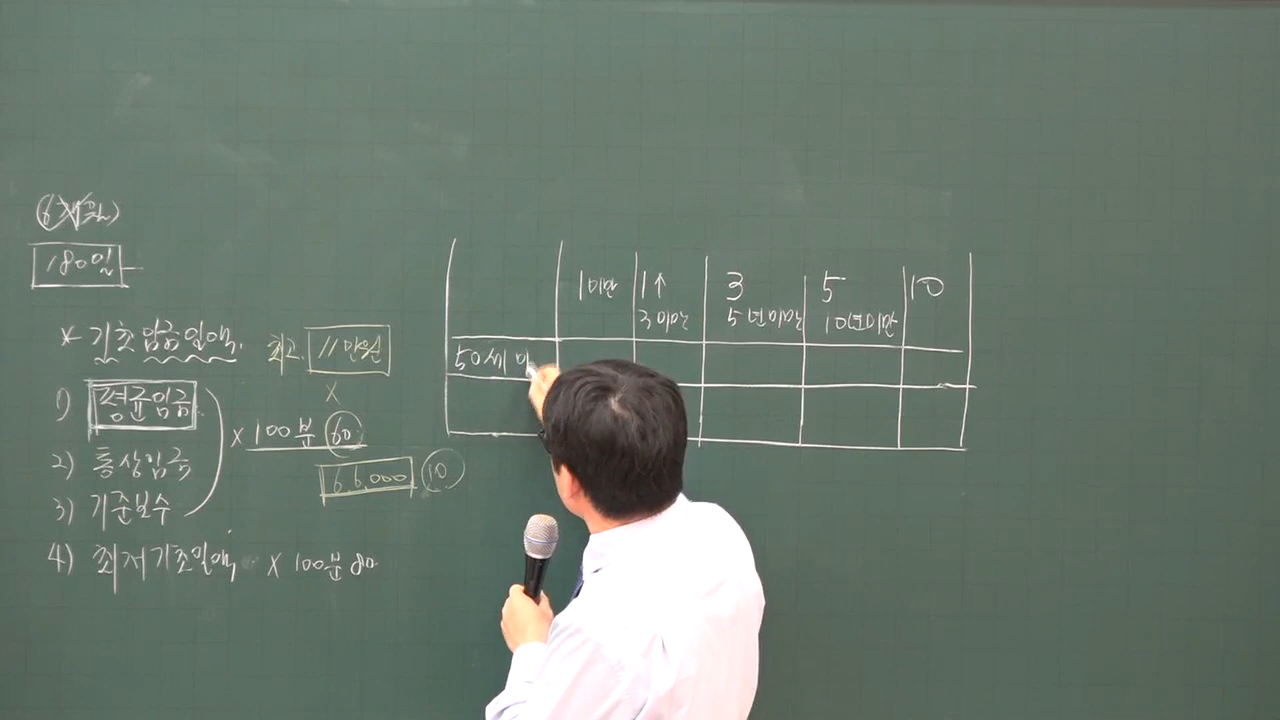 180일
* 기초임금일액.
최고. 11만원
×
1) 평균임금
× 100분 60
2) 통상임금
66,000 10
3) 기준보수
4) 최저기초일액 × 100분 80
1미만 1↑ 3 5 10
3미만 5년미만 10년미만
50세 미